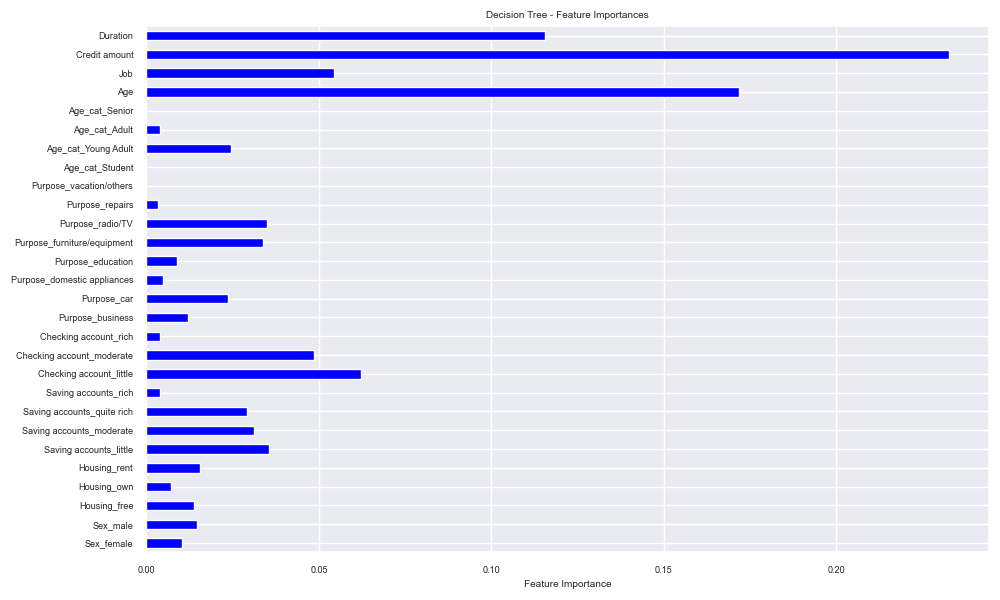 Decision Tree - Feature Importances
Duration
Credit amount
Job
Age
Age_cat_Senior
Age_cat_Adult
Age_cat_Young Adult
Age_cat_Student
Purpose_vacation/others
Purpose_repairs
Purpose_radio/TV
Purpose_furniture/equipment
Purpose_education
Purpose_domestic appliances
Purpose_car
Purpose_business
Checking account_rich
Checking account_moderate
Checking account_little
Saving accounts_rich
Saving accounts_quite rich
Saving accounts_moderate
Saving accounts_little
Housing_rent
Housing_own
Housing_free
Sex_male
Sex_female
0.00 0.05 0.10 0.15 0.20
Feature Importance